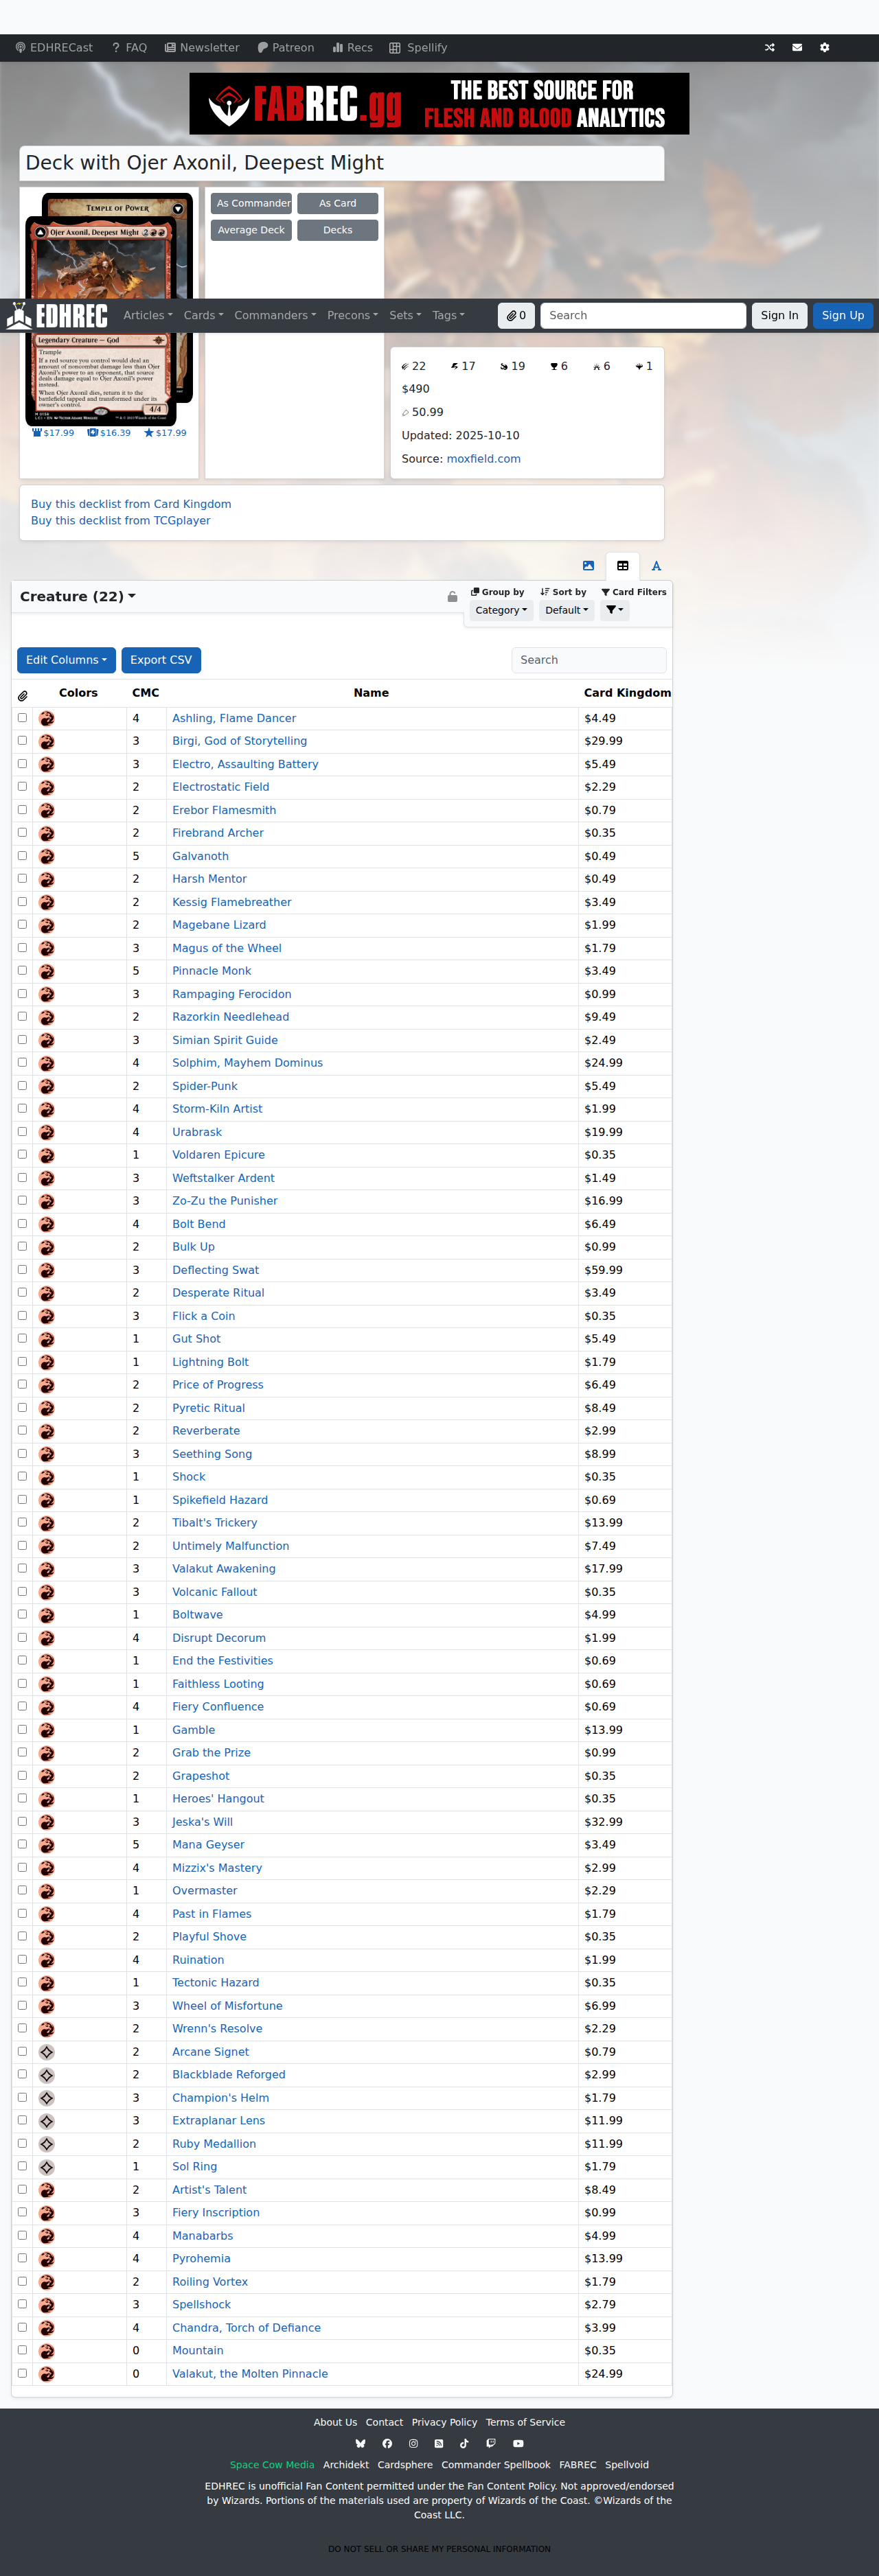 EDHRECast FAQ Newsletter Patreon Recs Spellify
FABREC.gg
THE BEST SOURCE FOR
FLESH AND BLOOD ANALYTICS
Deck with Ojer Axonil, Deepest Might
TEMPLE OF POWER
Ojer Axonil, Deepest Might
As Commander As Card
Average Deck Decks
EDHREC Articles Cards Commanders Precons Sets Tags 0 Search Sign In Sign Up
Legendary Creature — God
Trample
If a red source you control would deal an
amount of noncombat damage less than Ojer
Axonil's power to an opponent, that source
deals damage equal to Ojer Axonil's power
instead.
When Ojer Axonil dies, return it to the
battlefield tapped and transformed under its
owner's control.
4/4
$17.99 $16.39 $17.99
22 17 19 6 6 1
$490
50.99
Updated: 2025-10-10
Source: moxfield.com
Buy this decklist from Card Kingdom
Buy this decklist from TCGplayer
Creature (22)
Group by Sort by Card Filters
Category Default
Edit Columns Export CSV Search
Colors CMC Name Card Kingdom
4 Ashling, Flame Dancer $4.49
3 Birgi, God of Storytelling $29.99
3 Electro, Assaulting Battery $5.49
2 Electrostatic Field $2.29
2 Erebor Flamesmith $0.79
2 Firebrand Archer $0.35
5 Galvanoth $0.49
2 Harsh Mentor $0.49
2 Kessig Flamebreather $3.49
2 Magebane Lizard $1.99
3 Magus of the Wheel $1.79
5 Pinnacle Monk $3.49
3 Rampaging Ferocidon $0.99
2 Razorkin Needlehead $9.49
3 Simian Spirit Guide $2.49
4 Solphim, Mayhem Dominus $24.99
2 Spider-Punk $5.49
4 Storm-Kiln Artist $1.99
4 Urabrask $19.99
1 Voldaren Epicure $0.35
3 Weftstalker Ardent $1.49
3 Zo-Zu the Punisher $16.99
4 Bolt Bend $6.49
2 Bulk Up $0.99
3 Deflecting Swat $59.99
2 Desperate Ritual $3.49
3 Flick a Coin $0.35
1 Gut Shot $5.49
1 Lightning Bolt $1.79
2 Price of Progress $6.49
2 Pyretic Ritual $8.49
2 Reverberate $2.99
3 Seething Song $8.99
1 Shock $0.35
1 Spikefield Hazard $0.69
2 Tibalt's Trickery $13.99
2 Untimely Malfunction $7.49
3 Valakut Awakening $17.99
3 Volcanic Fallout $0.35
1 Boltwave $4.99
4 Disrupt Decorum $1.99
1 End the Festivities $0.69
1 Faithless Looting $0.69
4 Fiery Confluence $0.69
1 Gamble $13.99
2 Grab the Prize $0.99
2 Grapeshot $0.35
1 Heroes' Hangout $0.35
3 Jeska's Will $32.99
5 Mana Geyser $3.49
4 Mizzix's Mastery $2.99
1 Overmaster $2.29
4 Past in Flames $1.79
2 Playful Shove $0.35
4 Ruination $1.99
1 Tectonic Hazard $0.35
3 Wheel of Misfortune $6.99
2 Wrenn's Resolve $2.29
2 Arcane Signet $0.79
2 Blackblade Reforged $2.99
3 Champion's Helm $1.79
3 Extraplanar Lens $11.99
2 Ruby Medallion $11.99
1 Sol Ring $1.79
2 Artist's Talent $8.49
3 Fiery Inscription $0.99
4 Manabarbs $4.99
4 Pyrohemia $13.99
2 Roiling Vortex $1.79
3 Spellshock $2.79
4 Chandra, Torch of Defiance $3.99
0 Mountain $0.35
0 Valakut, the Molten Pinnacle $24.99
About Us Contact Privacy Policy Terms of Service
Space Cow Media Archidekt Cardsphere Commander Spellbook FABREC Spellvoid
EDHREC is unofficial Fan Content permitted under the Fan Content Policy. Not approved/endorsed
by Wizards. Portions of the materials used are property of Wizards of the Coast. ©Wizards of the
Coast LLC.
DO NOT SELL OR SHARE MY PERSONAL INFORMATION